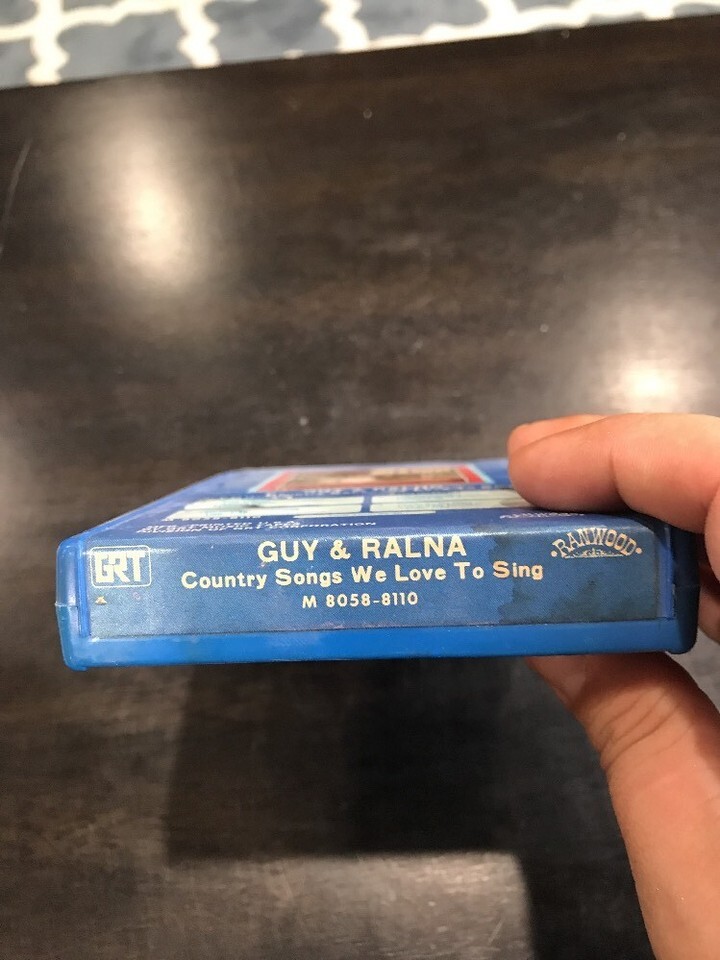 GRT
GUY & RALNA
Country Songs We Love To Sing
M 8058-8110
RANWOOD